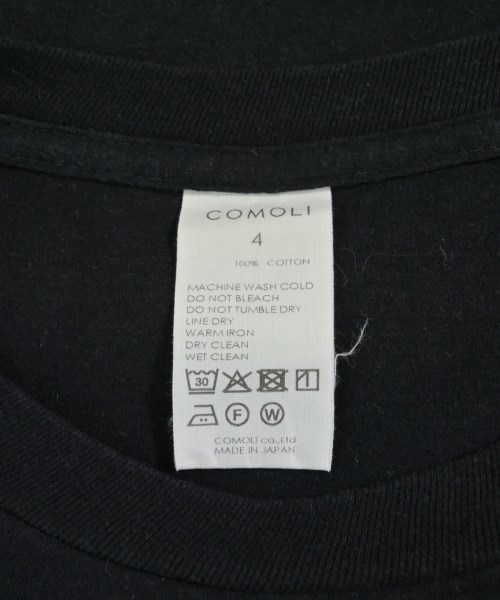 COMOLI
4
100% COTTON
MACHINE WASH COLD
DO NOT BLEACH
DO NOT TUMBLE DRY
LINE DRY
WARM IRON
DRY CLEAN
WET CLEAN
30
F W
COMOLI co.,Ltd
MADE IN JAPAN